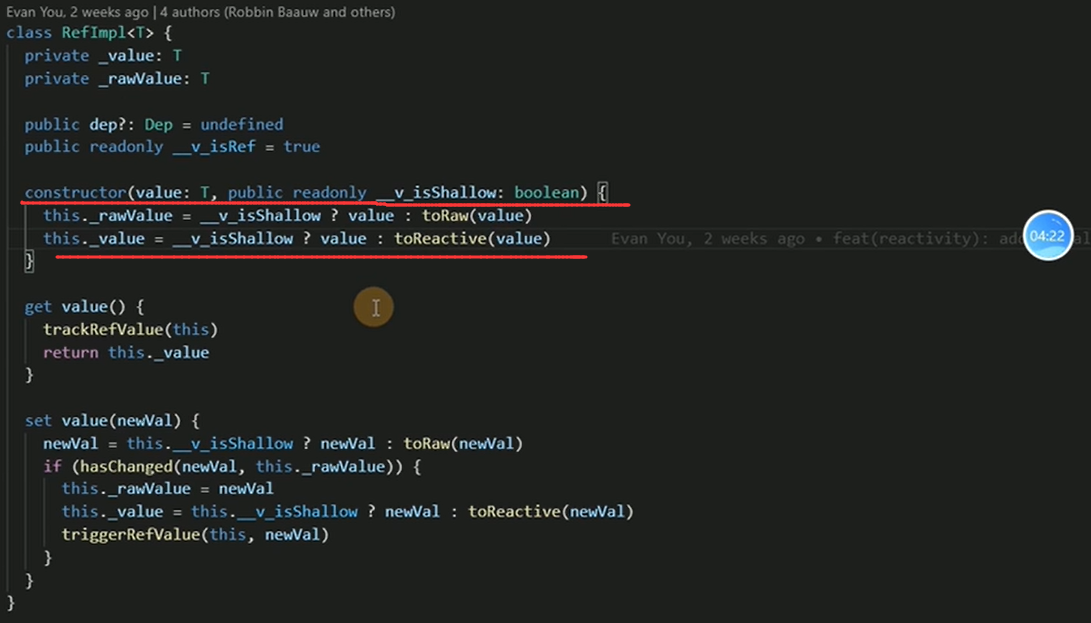 Evan You, 2 weeks ago | 4 authors (Robbin Baauw and others)
class RefImpl<T> {
  private _value: T
  private _rawValue: T

  public dep?: Dep = undefined
  public readonly __v_isRef = true

  constructor(value: T, public readonly __v_isShallow: boolean) {
    this._rawValue = __v_isShallow ? value : toRaw(value)
    this._value = __v_isShallow ? value : toReactive(value) Evan You, 2 weeks ago • feat(reactivity):
04:22
  }

  get value() {
    trackRefValue(this)
    return this._value
  }

  set value(newVal) {
    newVal = this.__v_isShallow ? newVal : toRaw(newVal)
    if (hasChanged(newVal, this._rawValue)) {
      this._rawValue = newVal
      this._value = this.__v_isShallow ? newVal : toReactive(newVal)
      triggerRefValue(this, newVal)
    }
  }
}